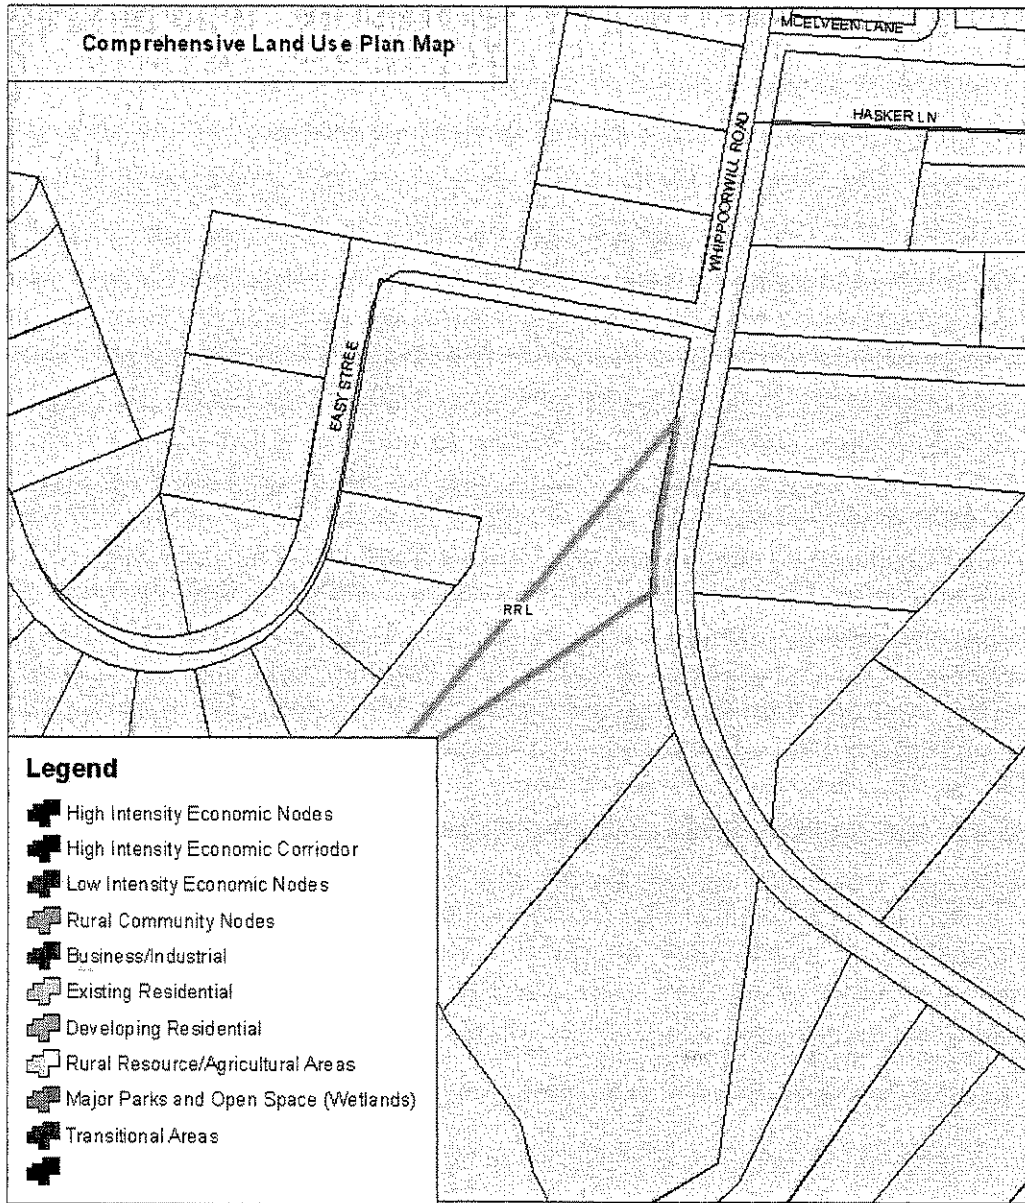 Comprehensive Land Use Plan Map
MCELVEEN LANE
HASKER LN
WHIPPOORWILL ROAD
EASY STREE
RRL
Legend
High Intensity Economic Nodes
High Intensity Economic Corriodor
Low Intensity Economic Nodes
Rural Community Nodes
Business/Industrial
Existing Residential
Developing Residential
Rural Resource/Agricultural Areas
Major Parks and Open Space (Wetlands)
Transitional Areas